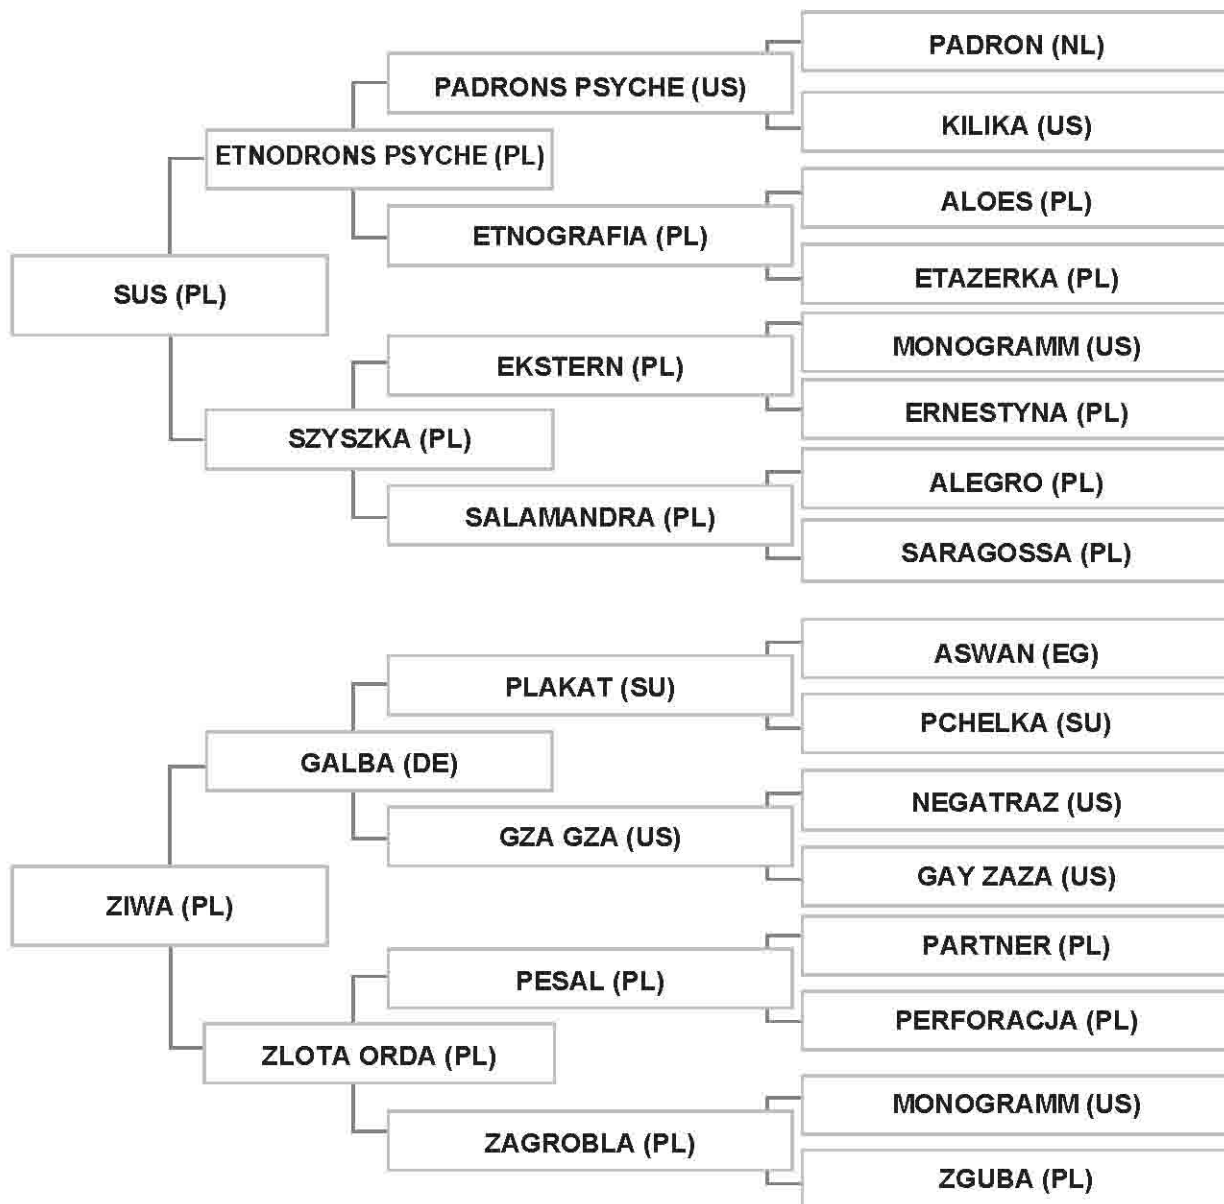 PADRON (NL)
PADRONS PSYCHE (US)
KILIKA (US)
ETNODRONS PSYCHE (PL)
ALOES (PL)
ETNOGRAFIA (PL)
ETAZERKA (PL)
SUS (PL)
MONOGRAMM (US)
EKSTERN (PL)
ERNESTYNA (PL)
SZYSZKA (PL)
ALEGRO (PL)
SALAMANDRA (PL)
SARAGOSSA (PL)
ASWAN (EG)
PLAKAT (SU)
PCHELKA (SU)
GALBA (DE)
NEGATRAZ (US)
GZA GZA (US)
GAY ZAZA (US)
ZIWA (PL)
PARTNER (PL)
PESAL (PL)
PERFORACJA (PL)
ZLOTA ORDA (PL)
MONOGRAMM (US)
ZAGROBLA (PL)
ZGUBA (PL)